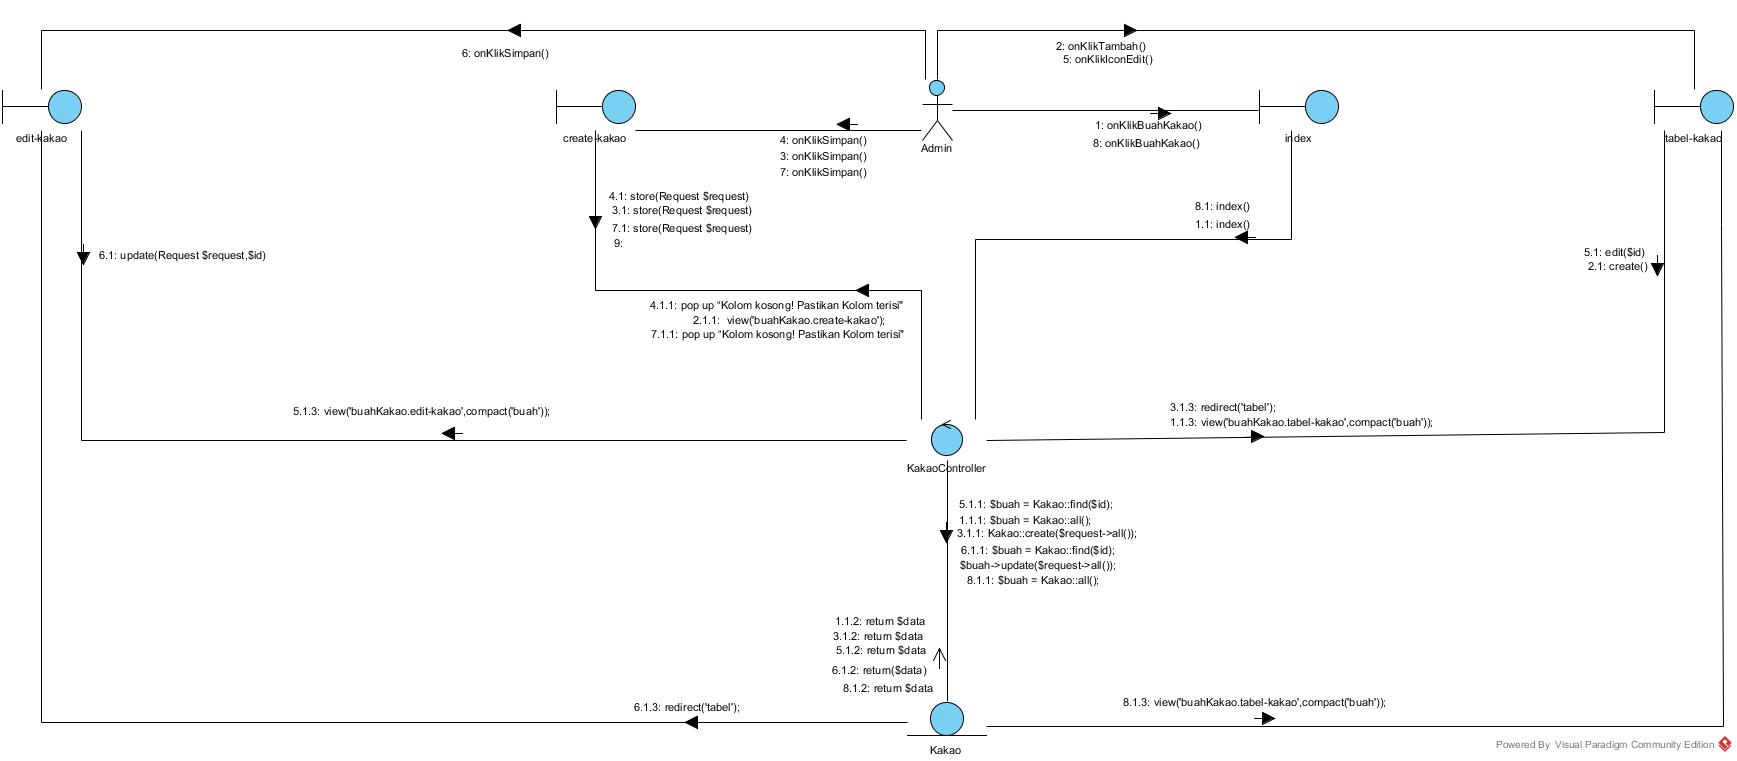 6: onKlikSimpan()
2: onKlikTambah()
5: onKlikIconEdit()
edit-kakao
create-kakao
Admin
index
tabel-kakao
1: onKlikBuahKakao()
8: onKlikBuahKakao()
4: onKlikSimpan()
3: onKlikSimpan()
7: onKlikSimpan()
4.1: store(Request $request)
3.1: store(Request $request)
7.1: store(Request $request)
9:
8.1: index()
1.1: index()
6.1: update(Request $request,$id)
5.1: edit($id)
2.1: create()
4.1.1: pop up “Kolom kosong! Pastikan Kolom terisi"
2.1.1: view('buahKakao.create-kakao');
7.1.1: pop up “Kolom kosong! Pastikan Kolom terisi"
5.1.3: view('buahKakao.edit-kakao',compact('buah'));
3.1.3: redirect('tabel');
1.1.3: view('buahKakao.tabel-kakao',compact('buah'));
KakaoController
5.1.1: $buah = Kakao::find($id);
1.1.1: $buah = Kakao::all();
3.1.1: Kakao::create($request->all());
6.1.1: $buah = Kakao::find($id);
$buah->update($request->all());
8.1.1: $buah = Kakao::all();
1.1.2: return $data
3.1.2: return $data
5.1.2: return $data
6.1.2: return($data)
8.1.2: return $data
6.1.3: redirect('tabel');
8.1.3: view('buahKakao.tabel-kakao',compact('buah'));
Kakao
Powered By Visual Paradigm Community Edition